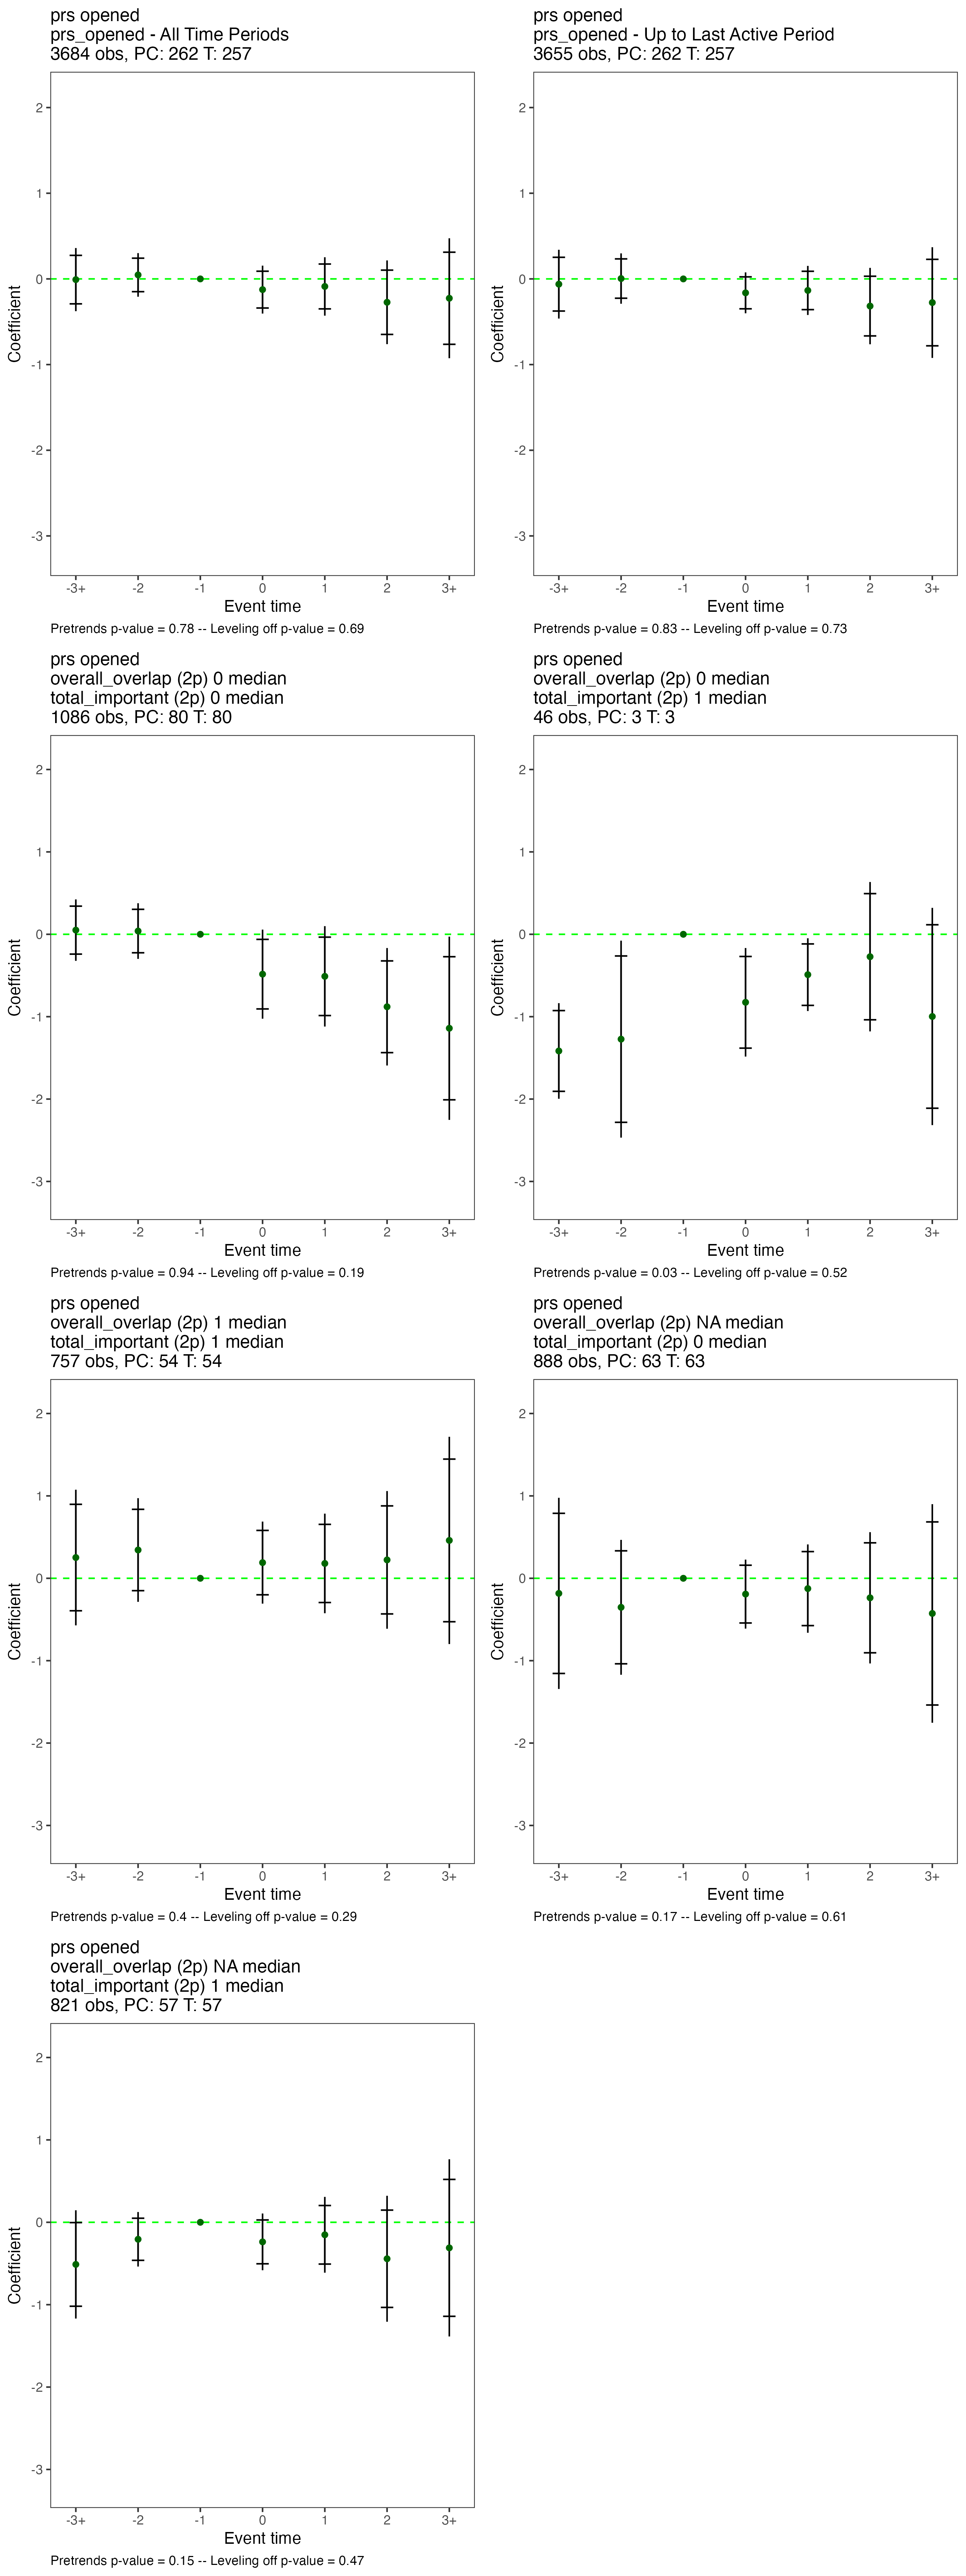 prs opened
prs_opened - All Time Periods
3684 obs, PC: 262 T: 257
2
1
0
-1
-2
-3
Coefficient
-3+ -2 -1 0 1 2 3+
Event time
Pretrends p-value = 0.78 -- Leveling off p-value = 0.69
prs opened
prs_opened - Up to Last Active Period
3655 obs, PC: 262 T: 257
2
1
0
-1
-2
-3
Coefficient
-3+ -2 -1 0 1 2 3+
Event time
Pretrends p-value = 0.83 -- Leveling off p-value = 0.73
prs opened
overall_overlap (2p) 0 median
total_important (2p) 0 median
1086 obs, PC: 80 T: 80
2
1
0
-1
-2
-3
Coefficient
-3+ -2 -1 0 1 2 3+
Event time
Pretrends p-value = 0.94 -- Leveling off p-value = 0.19
prs opened
overall_overlap (2p) 0 median
total_important (2p) 1 median
46 obs, PC: 3 T: 3
2
1
0
-1
-2
-3
Coefficient
-3+ -2 -1 0 1 2 3+
Event time
Pretrends p-value = 0.03 -- Leveling off p-value = 0.52
prs opened
overall_overlap (2p) 1 median
total_important (2p) 1 median
757 obs, PC: 54 T: 54
2
1
0
-1
-2
-3
Coefficient
-3+ -2 -1 0 1 2 3+
Event time
Pretrends p-value = 0.4 -- Leveling off p-value = 0.29
prs opened
overall_overlap (2p) NA median
total_important (2p) 0 median
888 obs, PC: 63 T: 63
2
1
0
-1
-2
-3
Coefficient
-3+ -2 -1 0 1 2 3+
Event time
Pretrends p-value = 0.17 -- Leveling off p-value = 0.61
prs opened
overall_overlap (2p) NA median
total_important (2p) 1 median
821 obs, PC: 57 T: 57
2
1
0
-1
-2
-3
Coefficient
-3+ -2 -1 0 1 2 3+
Event time
Pretrends p-value = 0.15 -- Leveling off p-value = 0.47